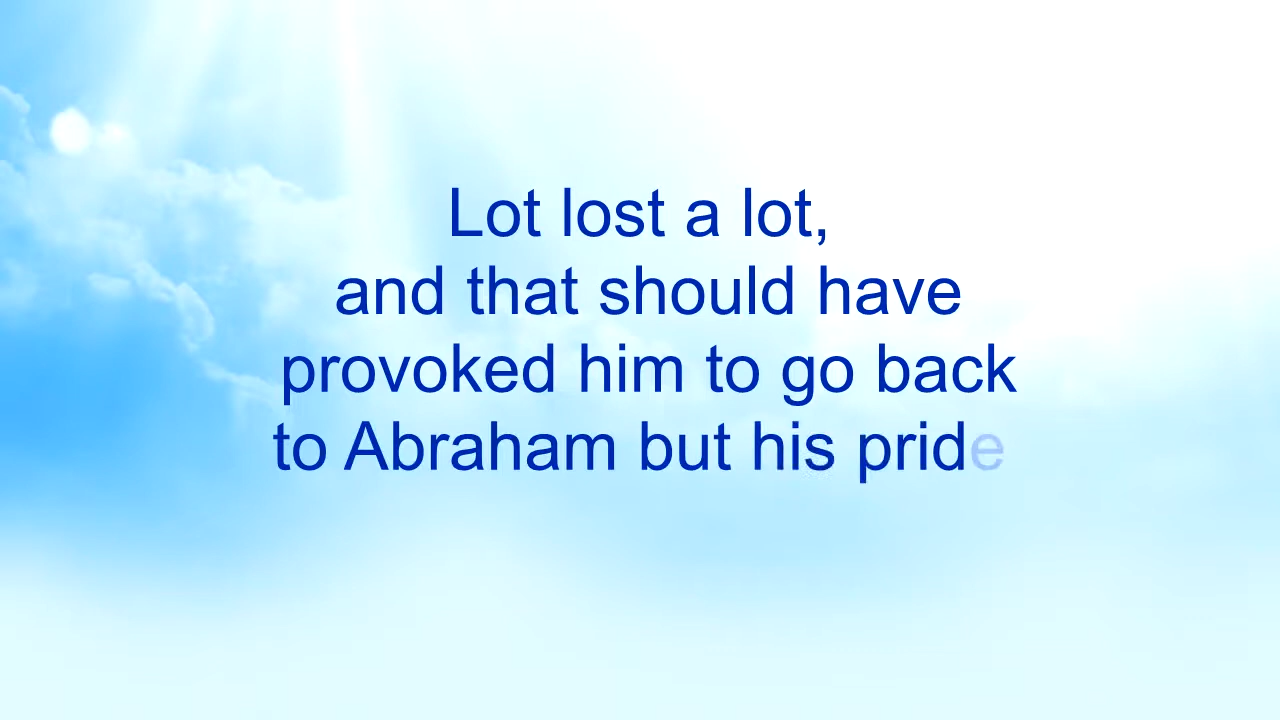 Lot lost a lot,
and that should have
provoked him to go back
to Abraham but his pride